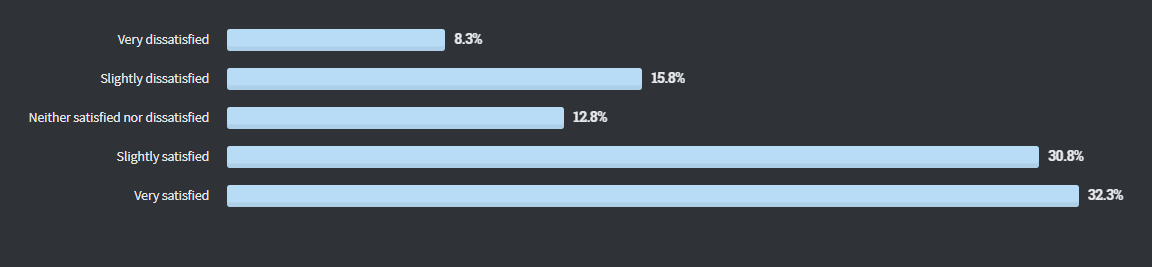 Very dissatisfied 8.3%
Slightly dissatisfied 15.8%
Neither satisfied nor dissatisfied 12.8%
Slightly satisfied 30.8%
Very satisfied 32.3%